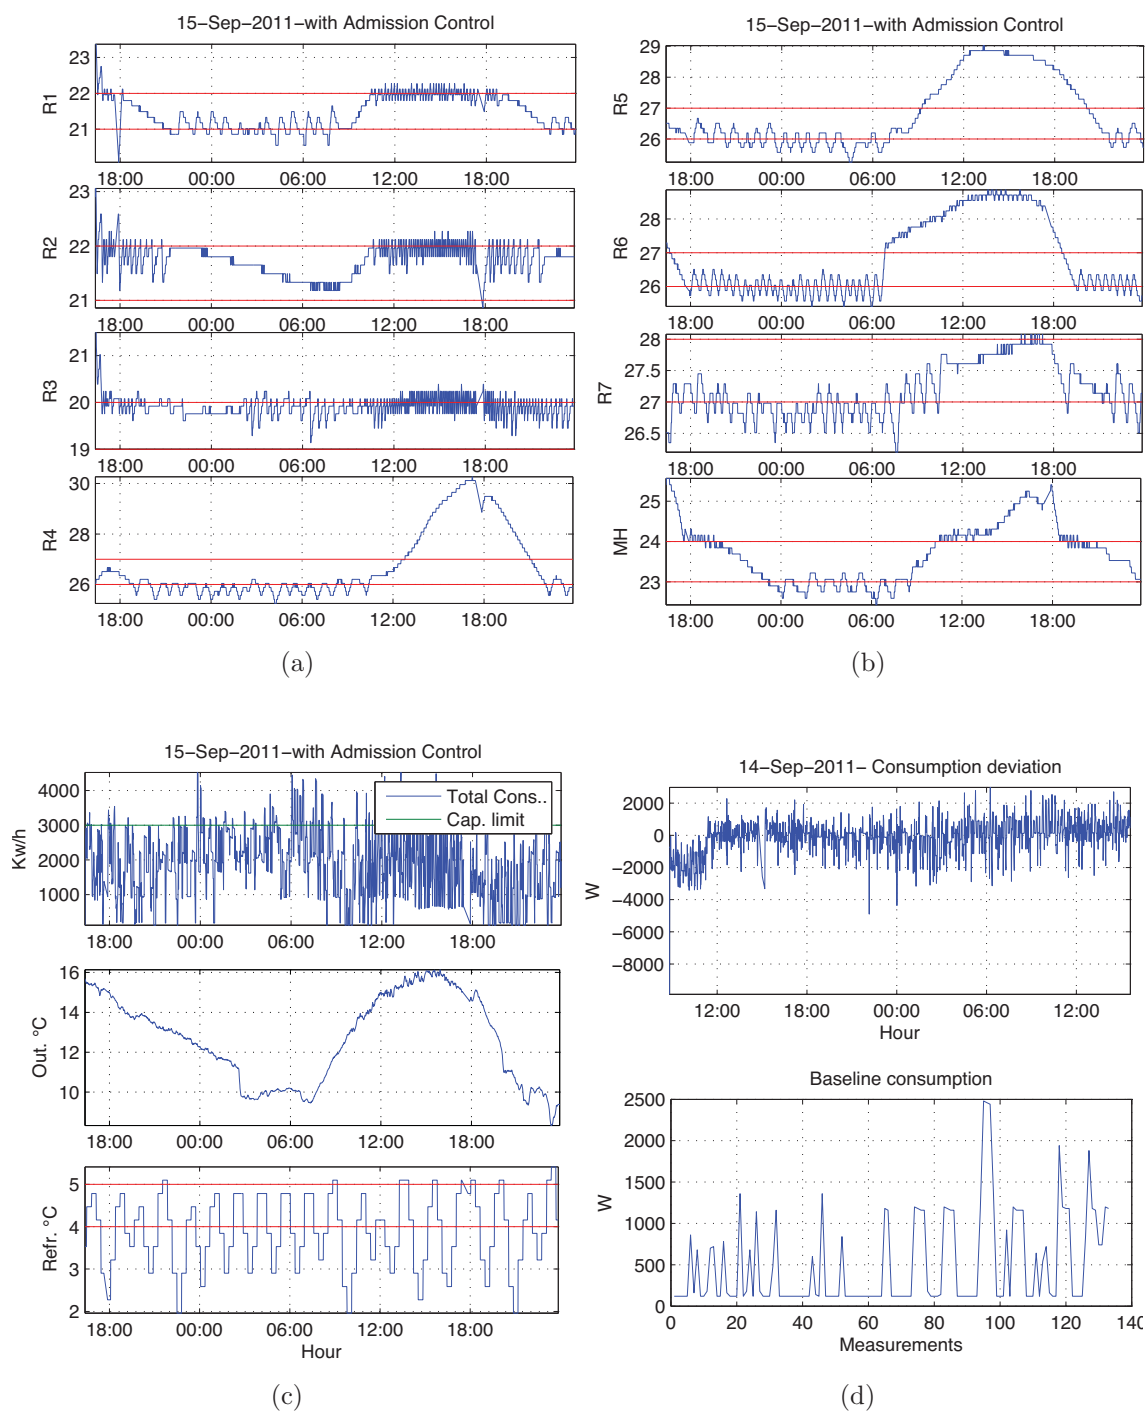 15-Sep-2011-with Admission Control
23
22
21
R1
18:00 00:00 06:00 12:00 18:00
23
22
21
R2
18:00 00:00 06:00 12:00 18:00
21
20
19
R3
18:00 00:00 06:00 12:00 18:00
30
28
26
R4
18:00 00:00 06:00 12:00 18:00
(a)
15-Sep-2011-with Admission Control
29
28
27
26
R5
18:00 00:00 06:00 12:00 18:00
28
27
26
R6
18:00 00:00 06:00 12:00 18:00
28
27.5
27
26.5
R7
18:00 00:00 06:00 12:00 18:00
25
24
23
MH
18:00 00:00 06:00 12:00 18:00
(b)
15-Sep-2011-with Admission Control
4000
3000
2000
1000
Kw/h
Total Cons..
Cap. limit
18:00 00:00 06:00 12:00 18:00
16
14
12
10
Out. °C
18:00 00:00 06:00 12:00 18:00
5
4
3
2
Refr. °C
18:00 00:00 06:00 12:00 18:00
Hour
(c)
14-Sep-2011- Consumption deviation
2000
0
-2000
-4000
-6000
-8000
W
12:00 18:00 00:00 06:00 12:00
Hour
Baseline consumption
2500
2000
1500
1000
500
0
W
0 20 40 60 80 100 120 140
Measurements
(d)